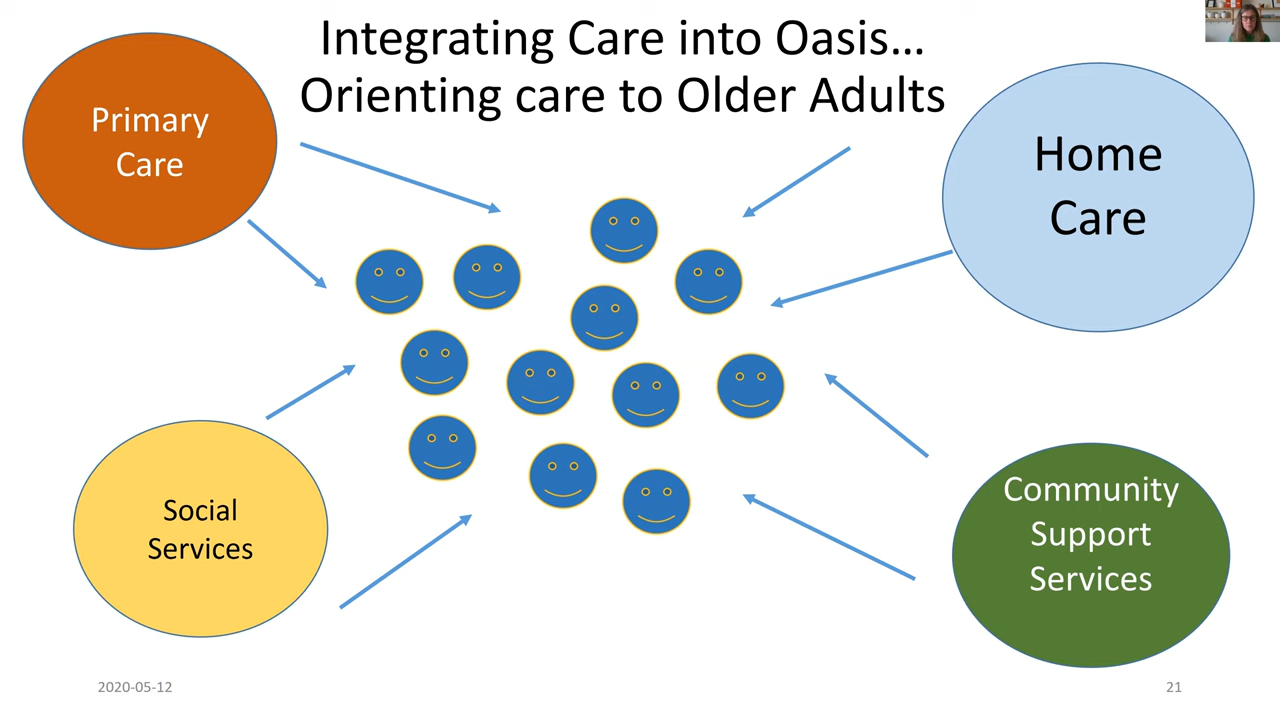 Integrating Care into Oasis...
Orienting care to Older Adults
Primary
Care
Home
Care
Social
Services
Community
Support
Services
2020-05-12
21